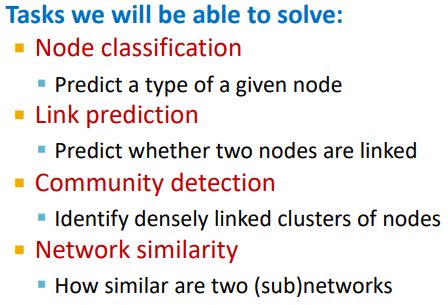 Tasks we will be able to solve:
Node classification
Predict a type of a given node
Link prediction
Predict whether two nodes are linked
Community detection
Identify densely linked clusters of nodes
Network similarity
How similar are two (sub)networks